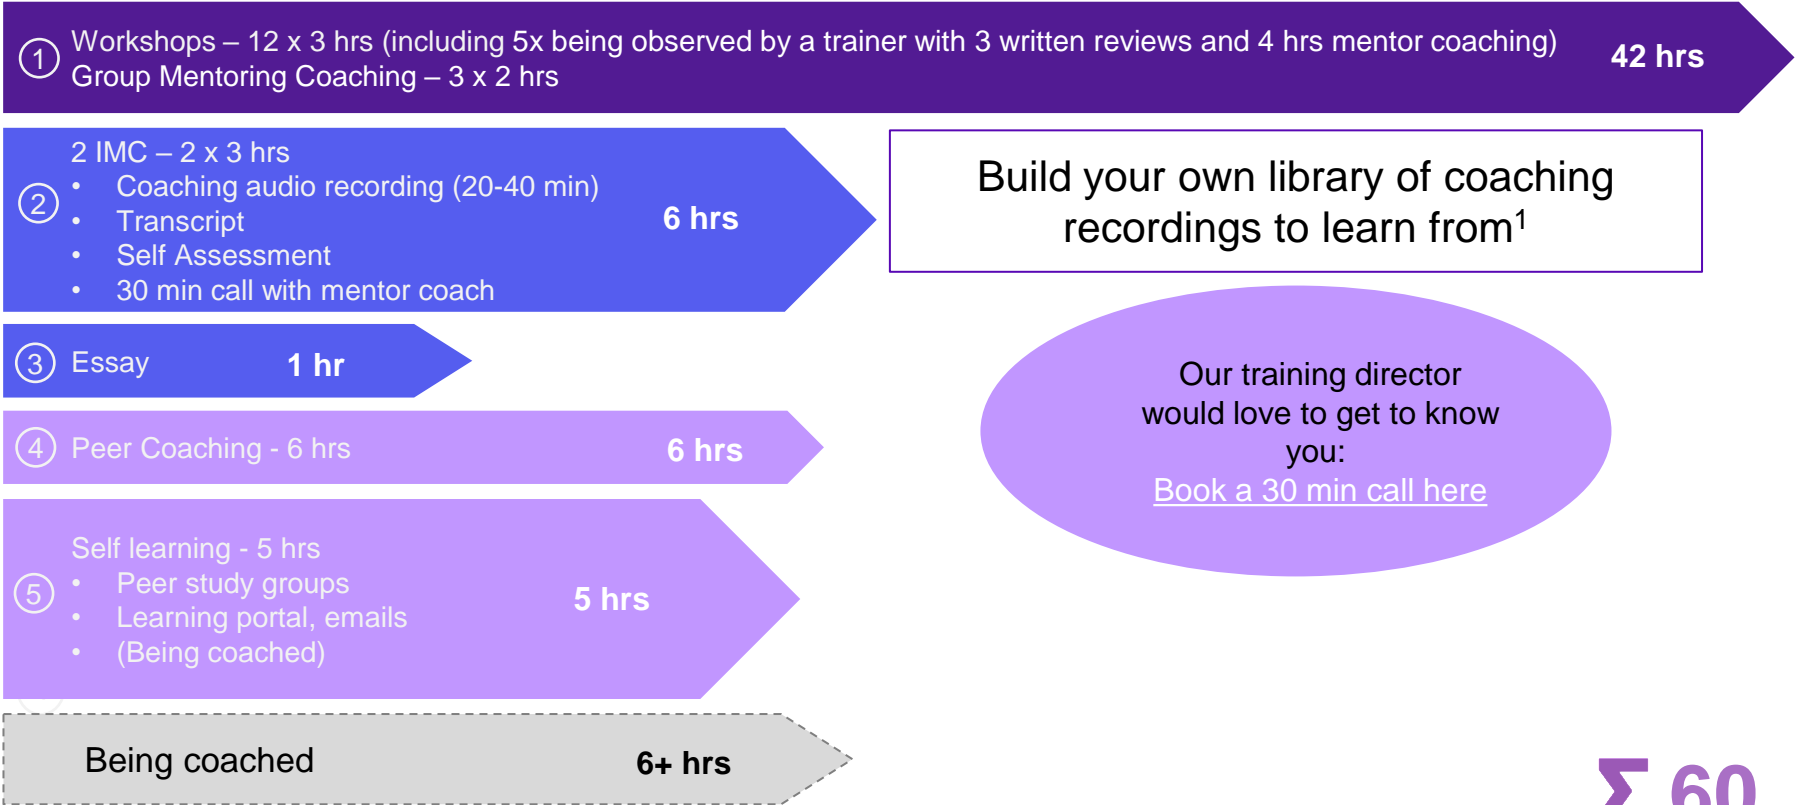 1 Workshops – 12 x 3 hrs (including 5x being observed by a trainer with 3 written reviews and 4 hrs mentor coaching)
Group Mentoring Coaching – 3 x 2 hrs
42 hrs
2 2 IMC – 2 x 3 hrs
• Coaching audio recording (20-40 min)
• Transcript
• Self Assessment
• 30 min call with mentor coach
6 hrs
Build your own library of coaching
recordings to learn from¹
3 Essay 1 hr
Our training director
would love to get to know
you:
Book a 30 min call here
4 Peer Coaching - 6 hrs 6 hrs
5 Self learning - 5 hrs
• Peer study groups
• Learning portal, emails
• (Being coached)
5 hrs
Being coached 6+ hrs
Σ 60